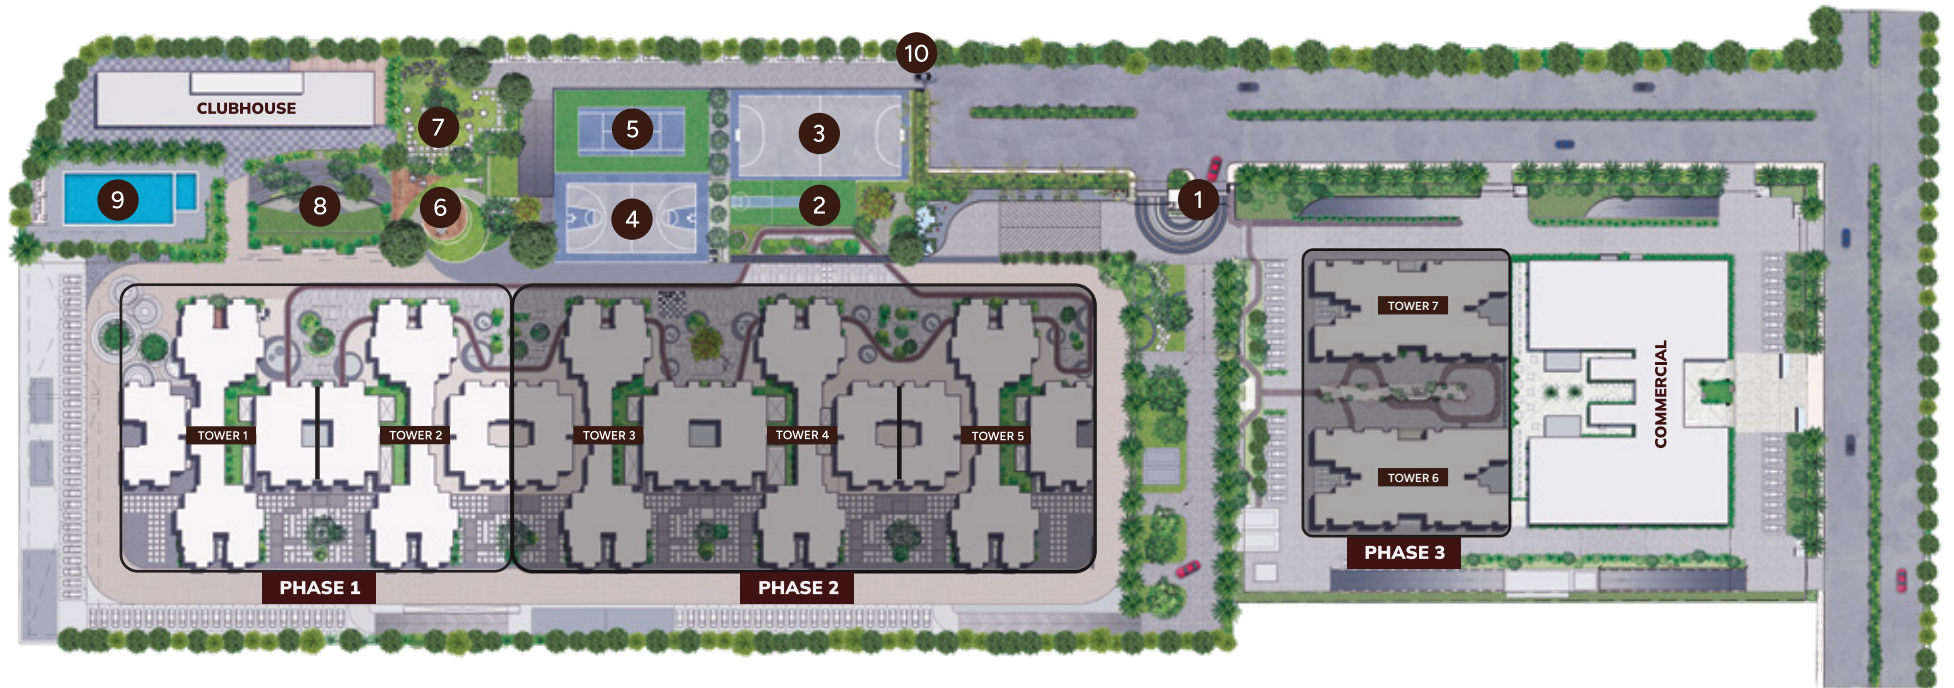 10
CLUBHOUSE
7
5
3
9
8
6
4
2
1
TOWER 7
TOWER 6
COMMERCIAL
TOWER 1
TOWER 2
TOWER 3
TOWER 4
TOWER 5
PHASE 3
PHASE 1
PHASE 2